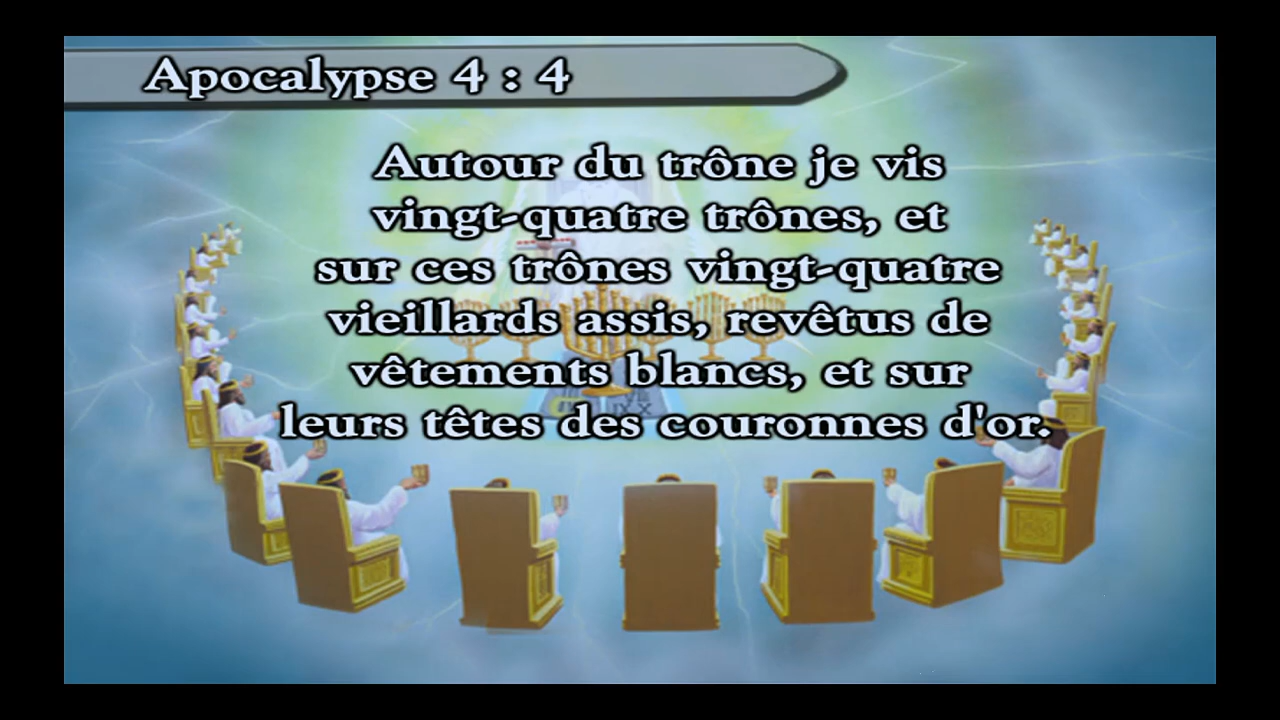 Apocalypse 4 : 4
Autour du trône je vis
vingt-quatre trônes, et
sur ces trônes vingt-quatre
vieillards assis, revêtus de
vêtements blancs, et sur
leurs têtes des couronnes d'or.